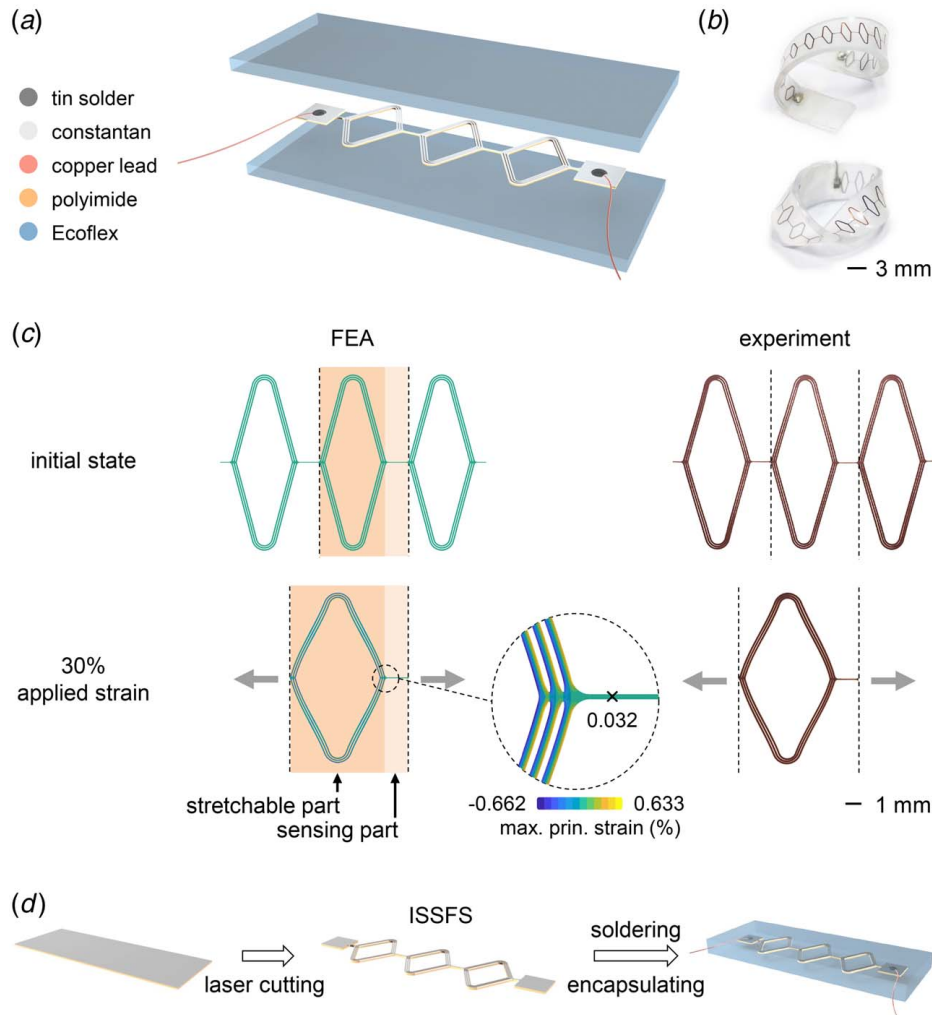 (a)
tin solder
constantan
copper lead
polyimide
Ecoflex
(b)
3 mm
(c)
FEA
experiment
initial state
30%
applied strain
0.032
stretchable part
sensing part
-0.662 0.633
max. prin. strain (%)
1 mm
(d)
ISSFS
laser cutting
soldering
encapsulating